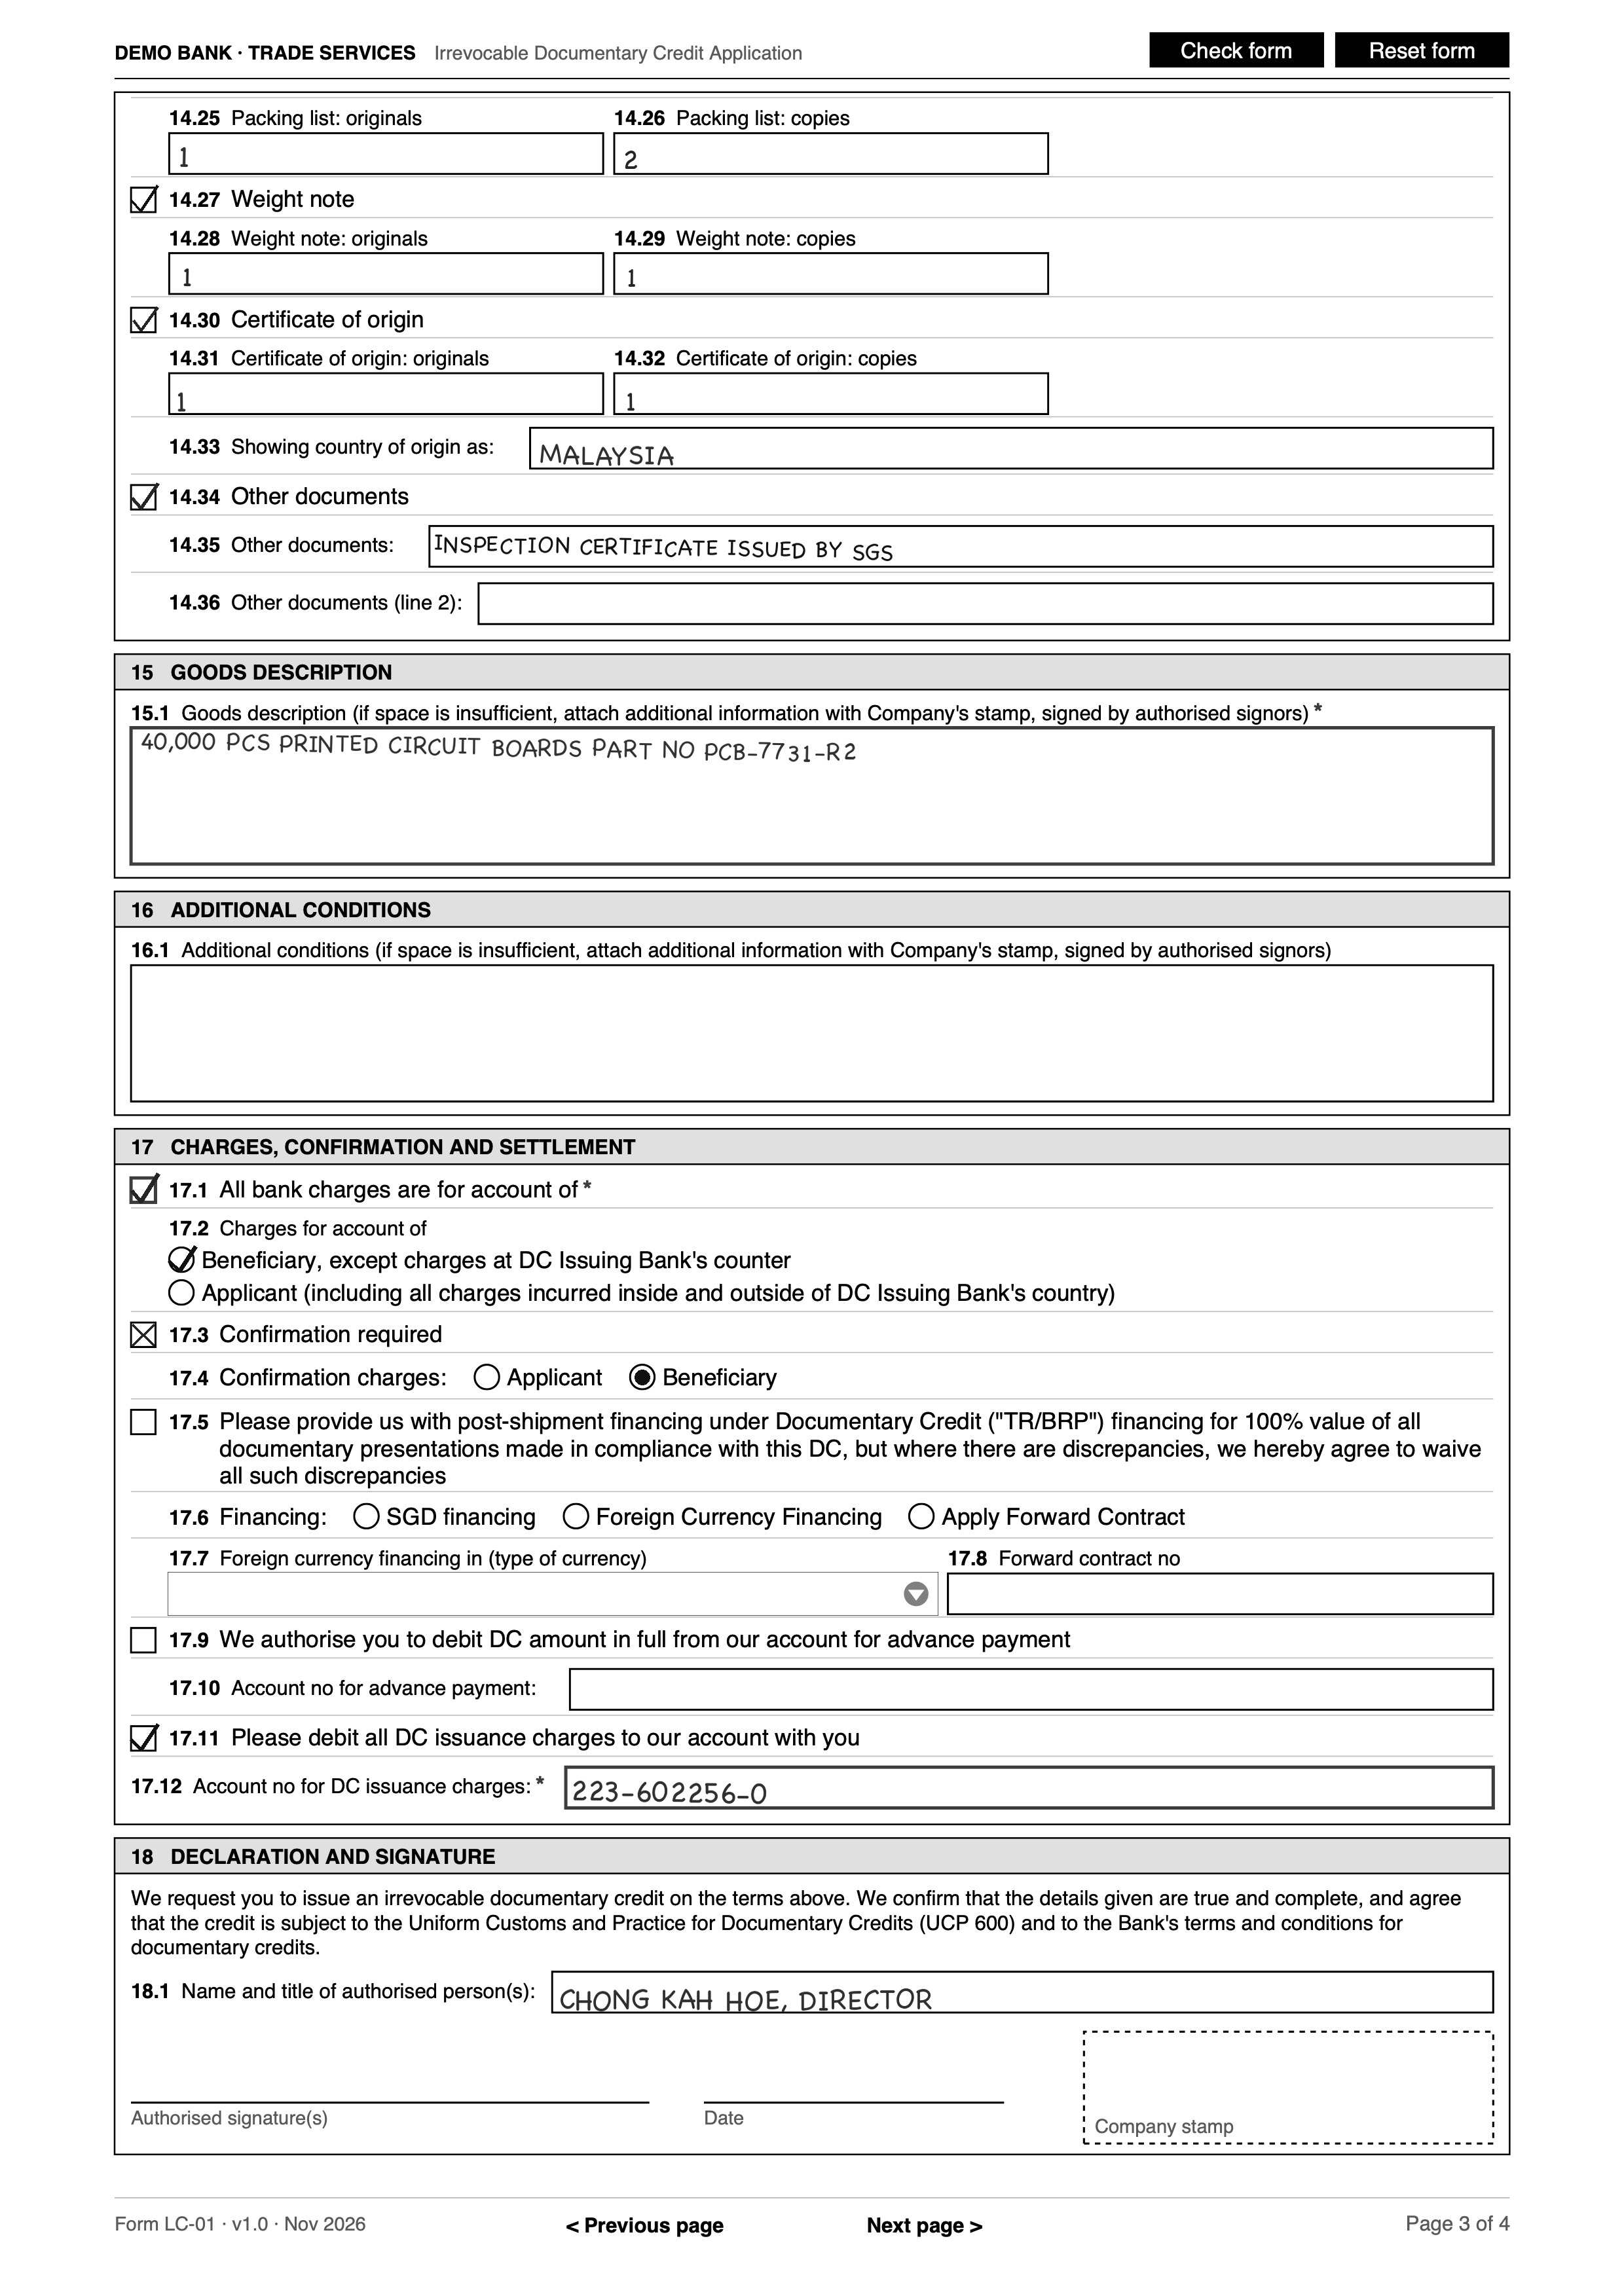 DEMO BANK · TRADE SERVICES Irrevocable Documentary Credit Application Check form Reset form
14.25 Packing list: originals 14.26 Packing list: copies
1 2
14.27 Weight note
14.28 Weight note: originals 14.29 Weight note: copies
1 1
14.30 Certificate of origin
14.31 Certificate of origin: originals 14.32 Certificate of origin: copies
1 1
14.33 Showing country of origin as: MALAYSIA
14.34 Other documents
14.35 Other documents: INSPECTION CERTIFICATE ISSUED BY SGS
14.36 Other documents (line 2):
15 GOODS DESCRIPTION
15.1 Goods description (if space is insufficient, attach additional information with Company's stamp, signed by authorised signors) *
40,000 PCS PRINTED CIRCUIT BOARDS PART NO PCB-7731-R2
16 ADDITIONAL CONDITIONS
16.1 Additional conditions (if space is insufficient, attach additional information with Company's stamp, signed by authorised signors)
17 CHARGES, CONFIRMATION AND SETTLEMENT
17.1 All bank charges are for account of *
17.2 Charges for account of
Beneficiary, except charges at DC Issuing Bank's counter
Applicant (including all charges incurred inside and outside of DC Issuing Bank's country)
17.3 Confirmation required
17.4 Confirmation charges: Applicant Beneficiary
17.5 Please provide us with post-shipment financing under Documentary Credit ("TR/BRP") financing for 100% value of all
documentary presentations made in compliance with this DC, but where there are discrepancies, we hereby agree to waive
all such discrepancies
17.6 Financing: SGD financing Foreign Currency Financing Apply Forward Contract
17.7 Foreign currency financing in (type of currency) 17.8 Forward contract no
17.9 We authorise you to debit DC amount in full from our account for advance payment
17.10 Account no for advance payment:
17.11 Please debit all DC issuance charges to our account with you
17.12 Account no for DC issuance charges: * 223-602256-0
18 DECLARATION AND SIGNATURE
We request you to issue an irrevocable documentary credit on the terms above. We confirm that the details given are true and complete, and agree
that the credit is subject to the Uniform Customs and Practice for Documentary Credits (UCP 600) and to the Bank's terms and conditions for
documentary credits.
18.1 Name and title of authorised person(s): CHONG KAH HOE, DIRECTOR
Authorised signature(s) Date Company stamp
Form LC-01 · v1.0 · Nov 2026 < Previous page Next page > Page 3 of 4